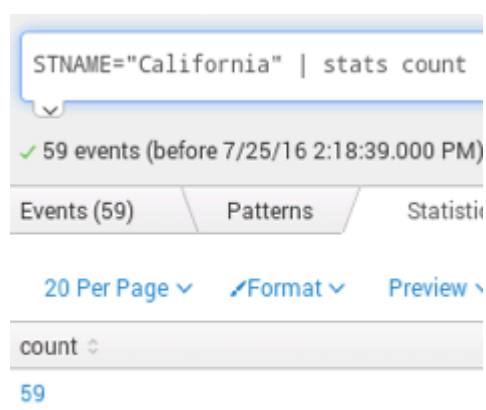 STNAME="California" | stats count
59 events (before 7/25/16 2:18:39.000 PM)
Events (59) Patterns Statistic
20 Per Page Format Preview
count
59